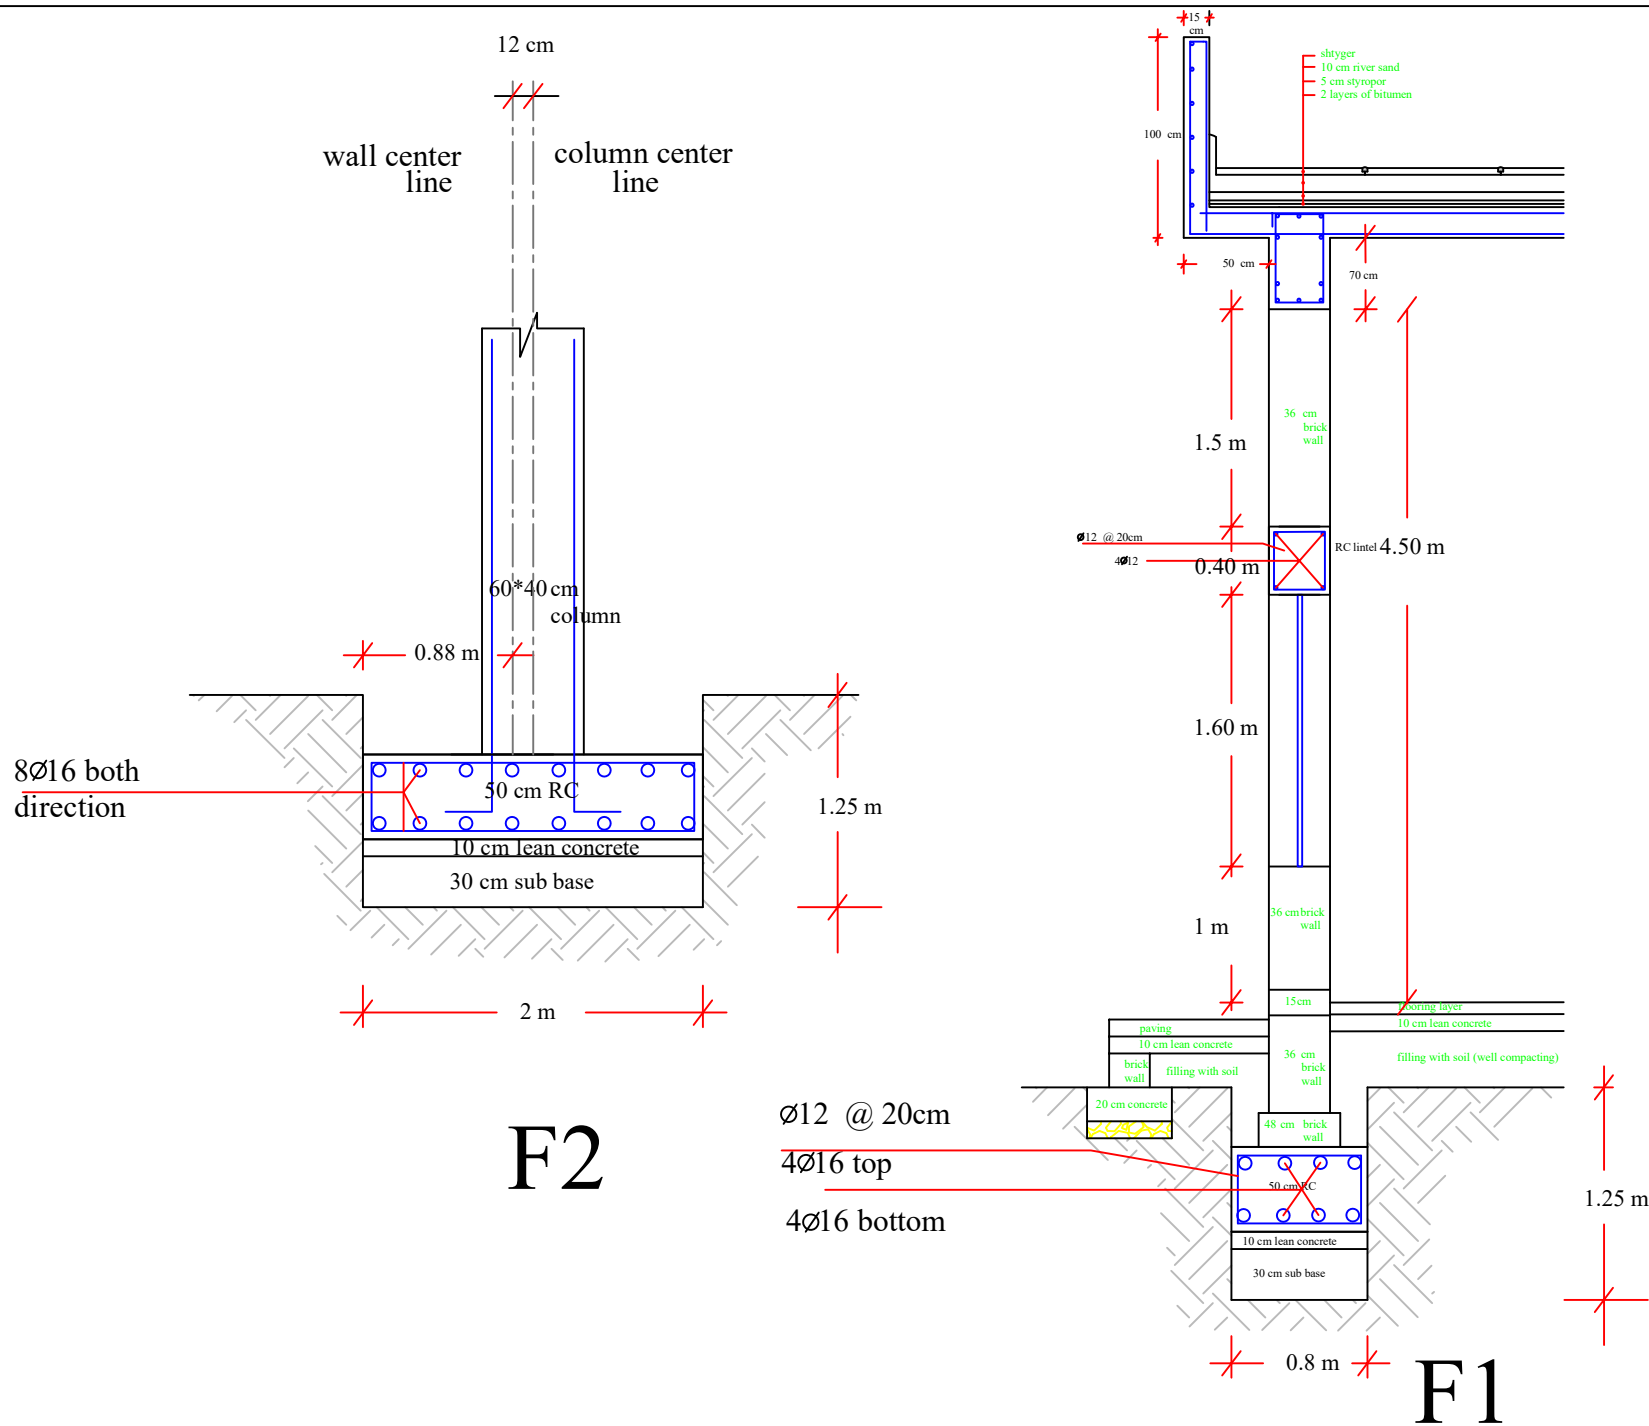 12 cm
wall center
line
column center
line
60*40 cm
column
0.88 m
8Ø16 both
direction
50 cm RC
10 cm lean concrete
30 cm sub base
1.25 m
2 m
F2
15
cm
shtyger
10 cm river sand
5 cm styropor
2 layers of bitumen
100 cm
50 cm
70 cm
36 cm
brick
wall
1.5 m
Ø12 @ 20cm
4Ø12
0.40 m
RC lintel
4.50 m
1.60 m
36 cm brick
wall
1 m
15 cm
flooring layer
10 cm lean concrete
filling with soil (well compacting)
paving
10 cm lean concrete
brick
wall
filling with soil
36 cm
brick
wall
20 cm concrete
48 cm brick
wall
Ø12 @ 20cm
4Ø16 top
4Ø16 bottom
50 cm RC
10 cm lean concrete
30 cm sub base
1.25 m
0.8 m
F1